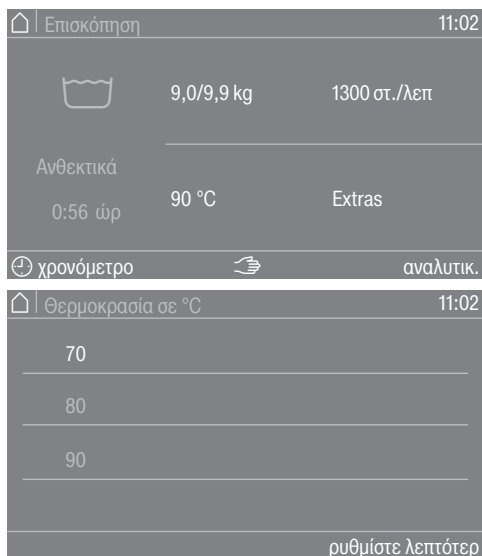 Επισκόπηση 11:02
9,0/9,9 kg 1300 στ./λεπ
Ανθεκτικά
0:56 ώρ
90 °C Extras
χρονόμετρο αναλυτικ.
Θερμοκρασία σε °C 11:02
70
80
90
ρυθμίστε λεπτότερ